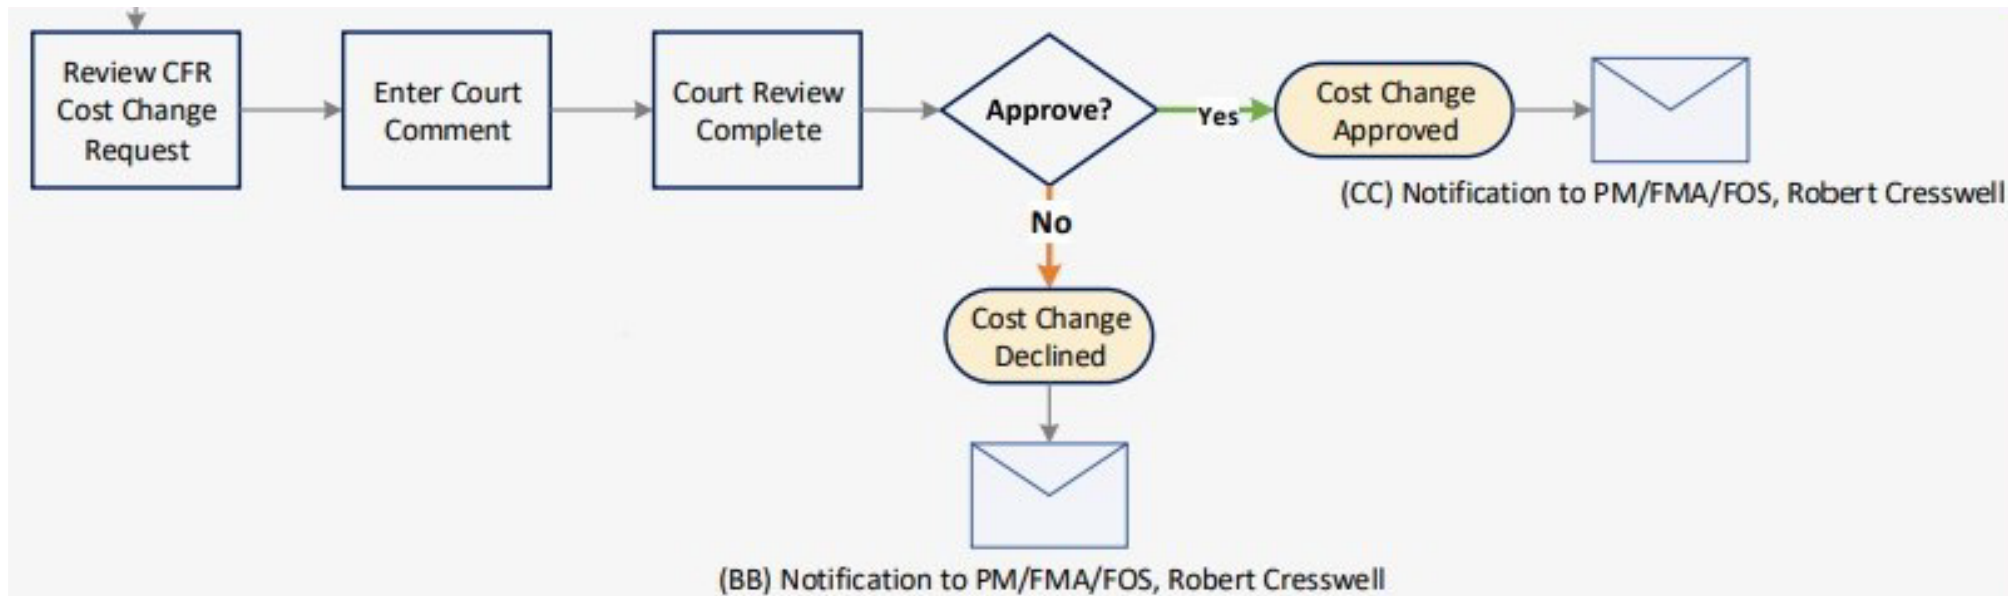 Review CFR
Cost Change
Request
Enter Court
Comment
Court Review
Complete
Approve?
Yes
Cost Change
Approved
(CC) Notification to PM/FMA/FOS, Robert Cresswell
No
Cost Change
Declined
(BB) Notification to PM/FMA/FOS, Robert Cresswell